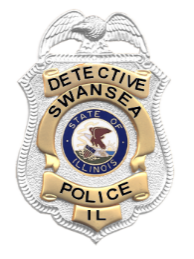 DETECTIVE
SWANSEA
STATE OF
ILLINOIS
POLICE
IL